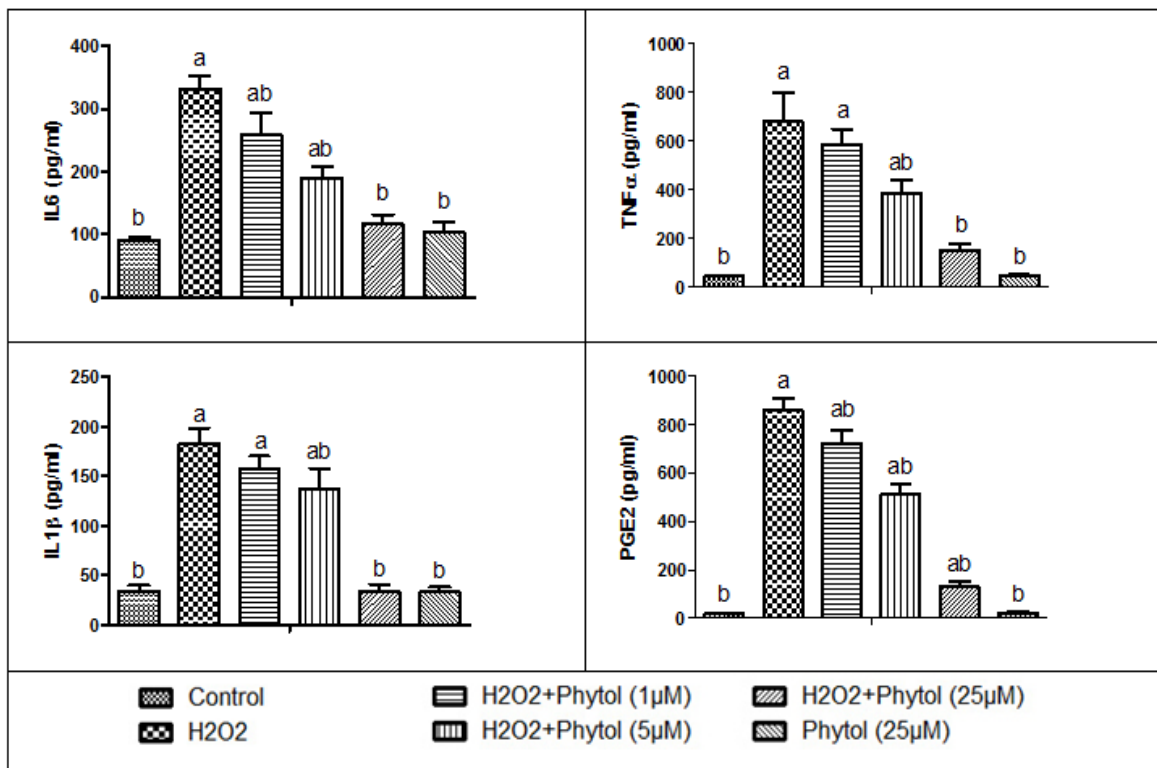 400
300
200
100
0
IL6 (pg/ml)
b
a
ab
ab
b
b
1000
800
600
400
200
0
TNFα (pg/ml)
b
a
a
ab
b
b
250
200
150
100
50
0
IL1β (pg/ml)
b
a
a
ab
b
b
1000
800
600
400
200
0
PGE2 (pg/ml)
b
a
ab
ab
ab
b
Control
H2O2+Phytol (1µM)
H2O2+Phytol (25µM)
H2O2
H2O2+Phytol (5µM)
Phytol (25µM)